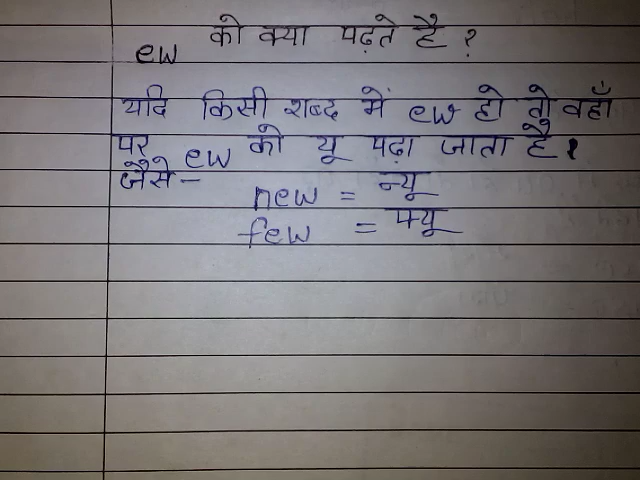 ew को क्या पढ़ते है ?
यदि किसी शब्द में ew हो तो वहाँ
पर ew को यू पढ़ा जाता है।
जैसे- new = न्यू
few = फ्यू